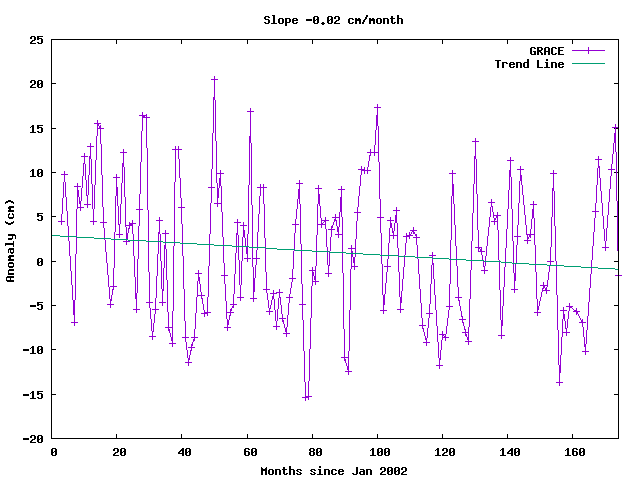 Slope -0.02 cm/month
GRACE
Trend Line
25
20
15
10
5
0
-5
-10
-15
-20
Anomaly (cm)
0 20 40 60 80 100 120 140 160
Months since Jan 2002